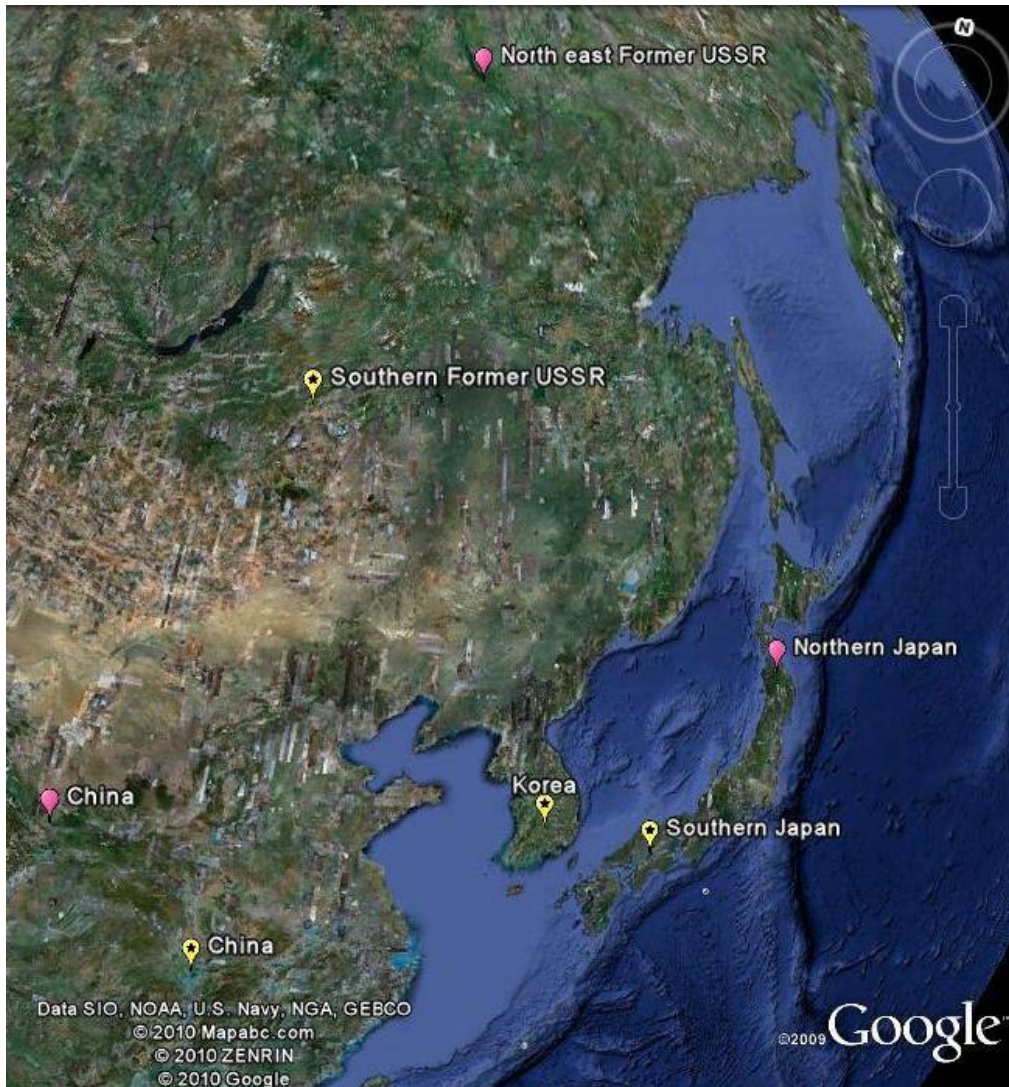 N
North east Former USSR
Southern Former USSR
Northern Japan
China
Korea
Southern Japan
China
Data SIO, NOAA, U.S. Navy, NGA, GEBCO
© 2010 Mapabc.com
© 2010 ZENRIN
© 2010 Google
©2009 Google™